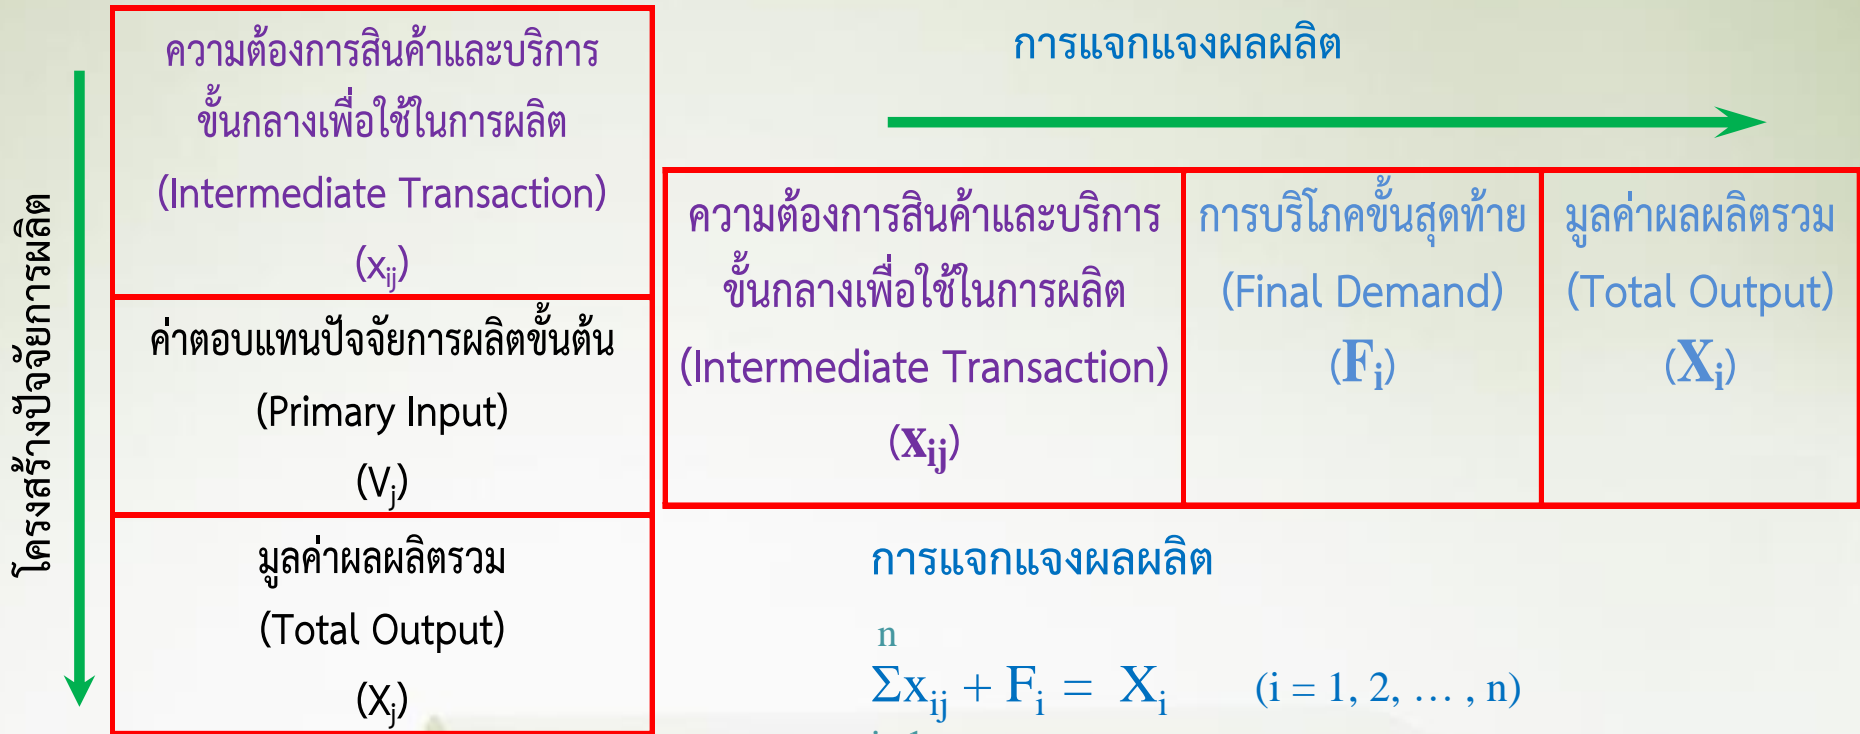 โครงสร้างปัจจัยการผลิต
ความต้องการสินค้าและบริการ
ขั้นกลางเพื่อใช้ในการผลิต
(Intermediate Transaction)
(xij)
ค่าตอบแทนปัจจัยการผลิตขั้นต้น
(Primary Input)
(Vj)
มูลค่าผลผลิตรวม
(Total Output)
(Xj)
การแจกแจงผลผลิต
ความต้องการสินค้าและบริการ
ขั้นกลางเพื่อใช้ในการผลิต
(Intermediate Transaction)
(xij)
การบริโภคขั้นสุดท้าย
(Final Demand)
(Fi)
มูลค่าผลผลิตรวม
(Total Output)
(Xi)
การแจกแจงผลผลิต
n
Σxij + Fi = Xi (i = 1, 2, … , n)